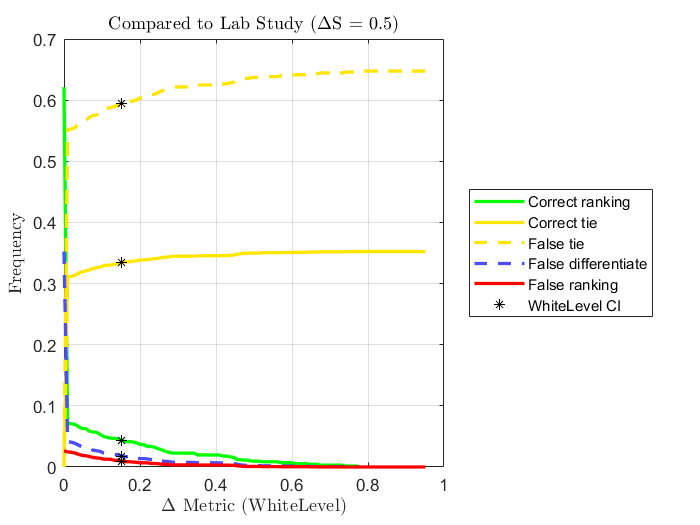 Compared to Lab Study (ΔS = 0.5)
0.7
0.6
0.5
0.4
0.3
0.2
0.1
0
Frequency
0 0.2 0.4 0.6 0.8 1
Δ Metric (WhiteLevel)
Correct ranking
Correct tie
False tie
False differentiate
False ranking
WhiteLevel CI